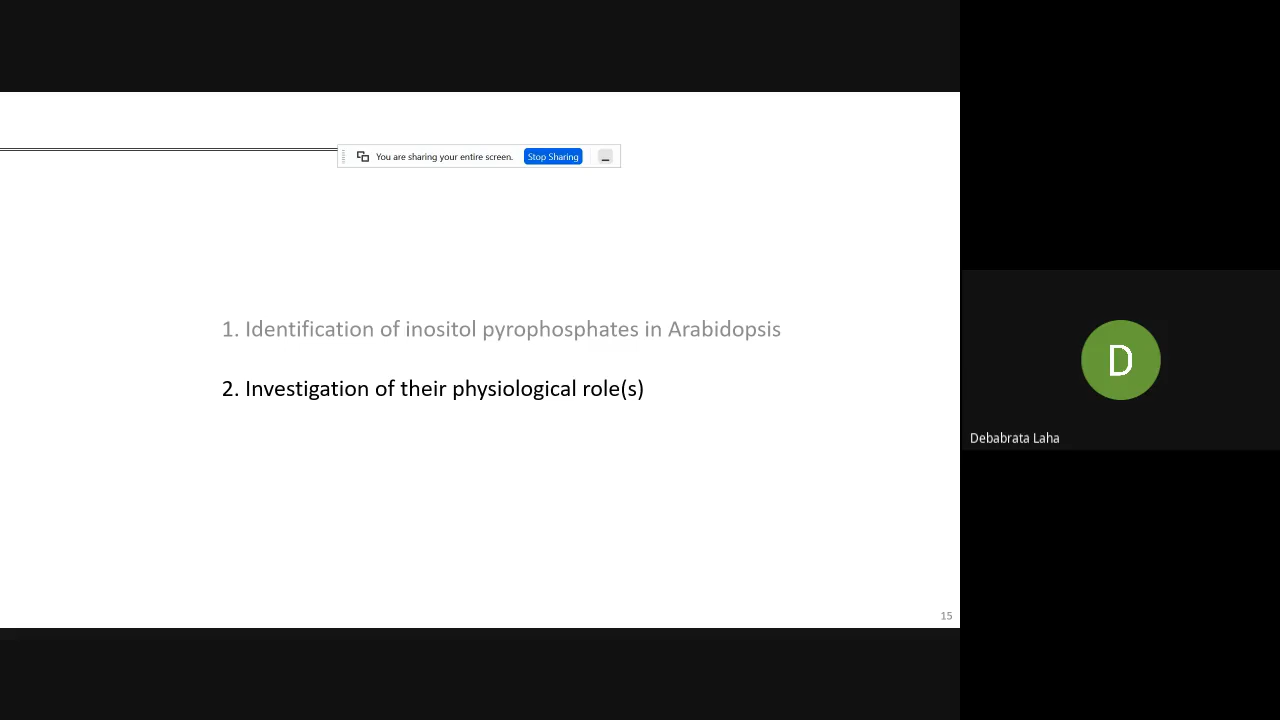 You are sharing your entire screen. Stop Sharing
1. Identification of inositol pyrophosphates in Arabidopsis
2. Investigation of their physiological role(s)
15
D
Debabrata Laha